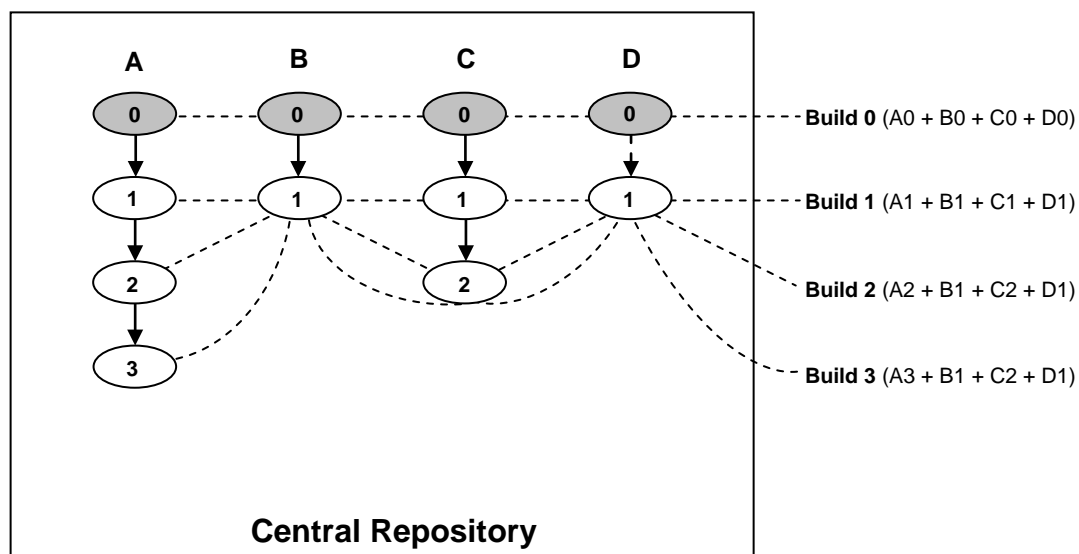 A B C D
0 0 0 0 Build 0 (A0 + B0 + C0 + D0)
1 1 1 1 Build 1 (A1 + B1 + C1 + D1)
2 2 Build 2 (A2 + B1 + C2 + D1)
3 Build 3 (A3 + B1 + C2 + D1)
Central Repository